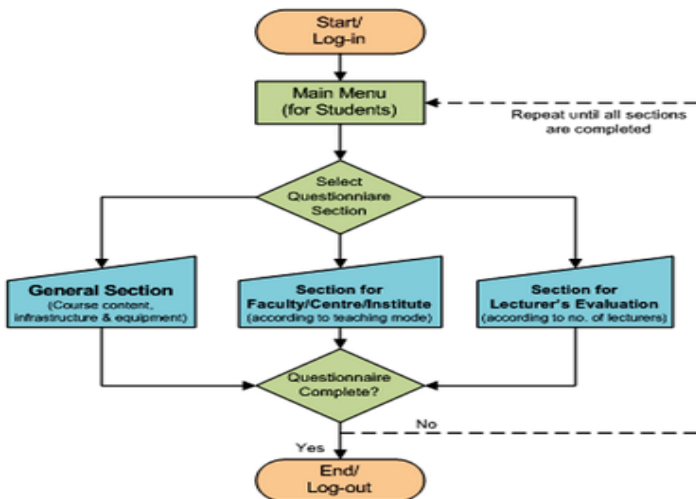 Start/
Log-in
Main Menu
(for Students)
Repeat until all sections
are completed
Select
Questionniare
Section
General Section
(Course content,
infrastructure & equipment)
Section for
Faculty/Centre/Institute
(according to teaching mode)
Section for
Lecturer's Evaluation
(according to no. of lecturers)
Questionnaire
Complete?
No
Yes
End/
Log-out